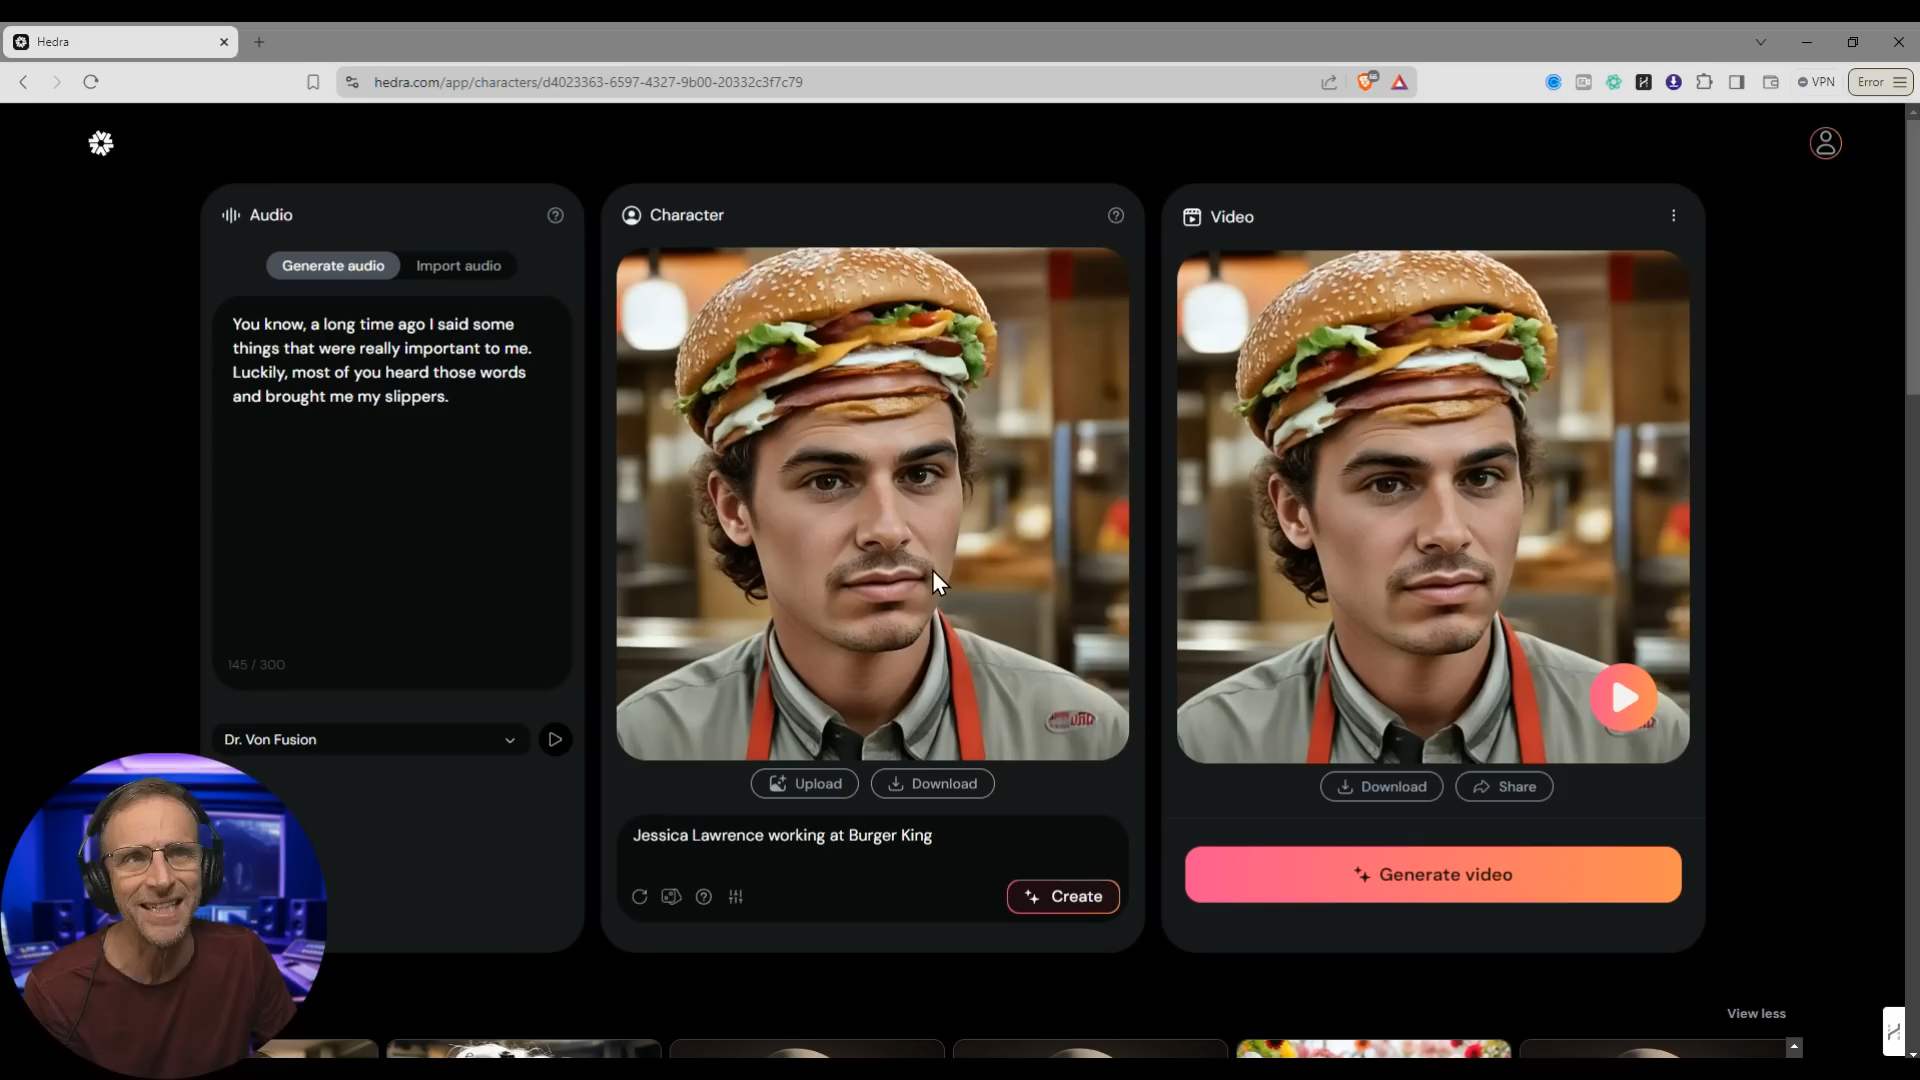 Hedra
hedra.com/app/characters/d4023363-6597-4327-9b00-20332c3f7c79
66
VPN
Error
Audio
Generate audio
Import audio
You know, a long time ago I said some
things that were really important to me.
Luckily, most of you heard those words
and brought me my slippers.
145 / 300
Dr. Von Fusion
Character
Upload
Download
Jessica Lawrence working at Burger King
Create
Video
Download
Share
Generate video
View less